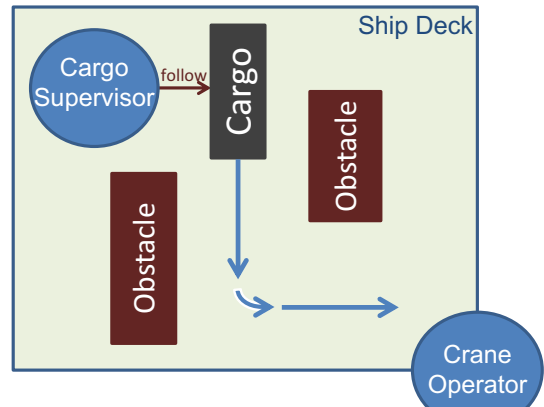 Ship Deck
Cargo
Supervisor
follow
Cargo
Obstacle
Obstacle
Crane
Operator